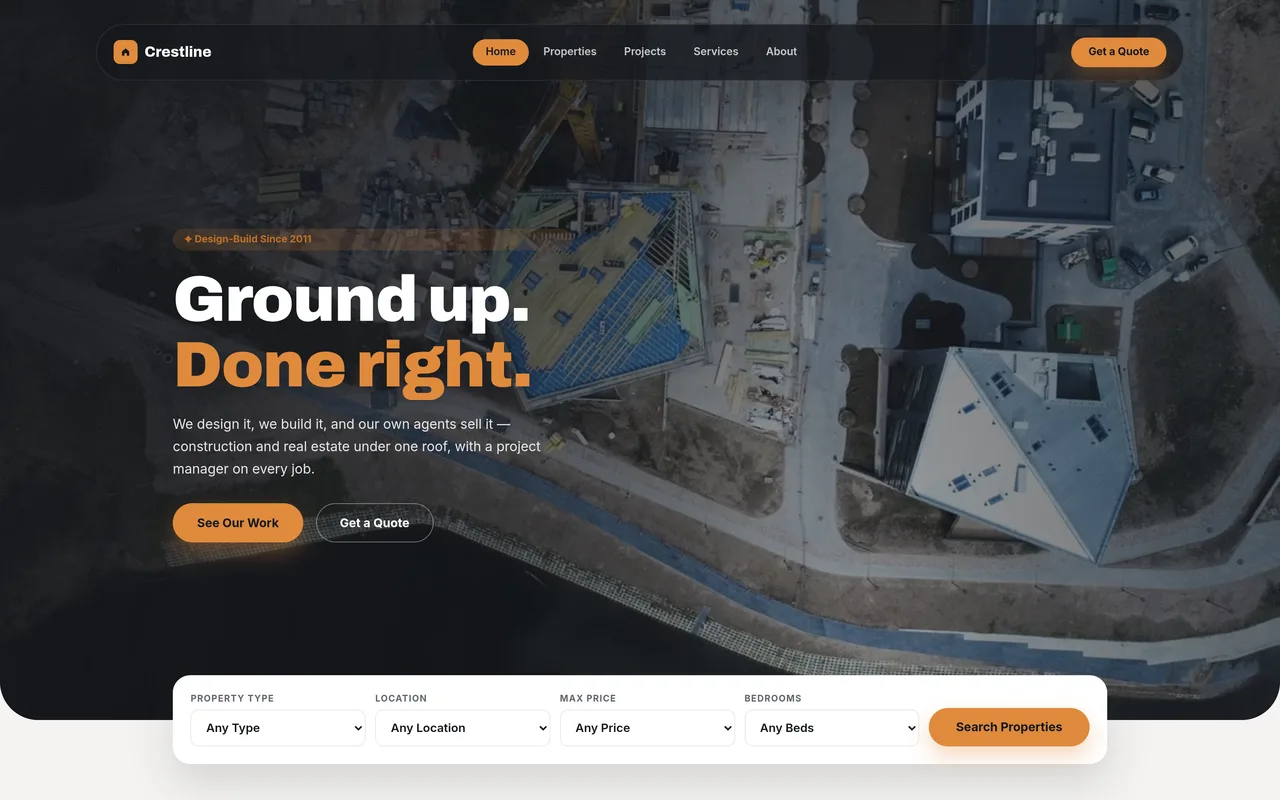 Crestline
Home
Properties
Projects
Services
About
Get a Quote
✦ Design-Build Since 2011
Ground up.
Done right.
We design it, we build it, and our own agents sell it —
construction and real estate under one roof, with a project
manager on every job.
See Our Work
Get a Quote
PROPERTY TYPE
LOCATION
MAX PRICE
BEDROOMS
Any Type
Any Location
Any Price
Any Beds
Search Properties